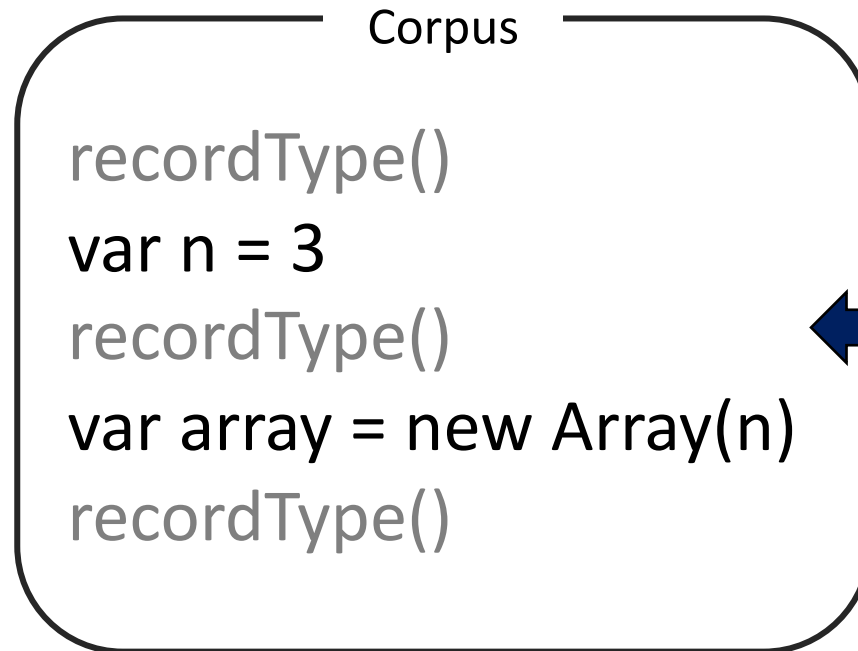 Corpus
recordType()
var n = 3
recordType()
var array = new Array(n)
recordType()